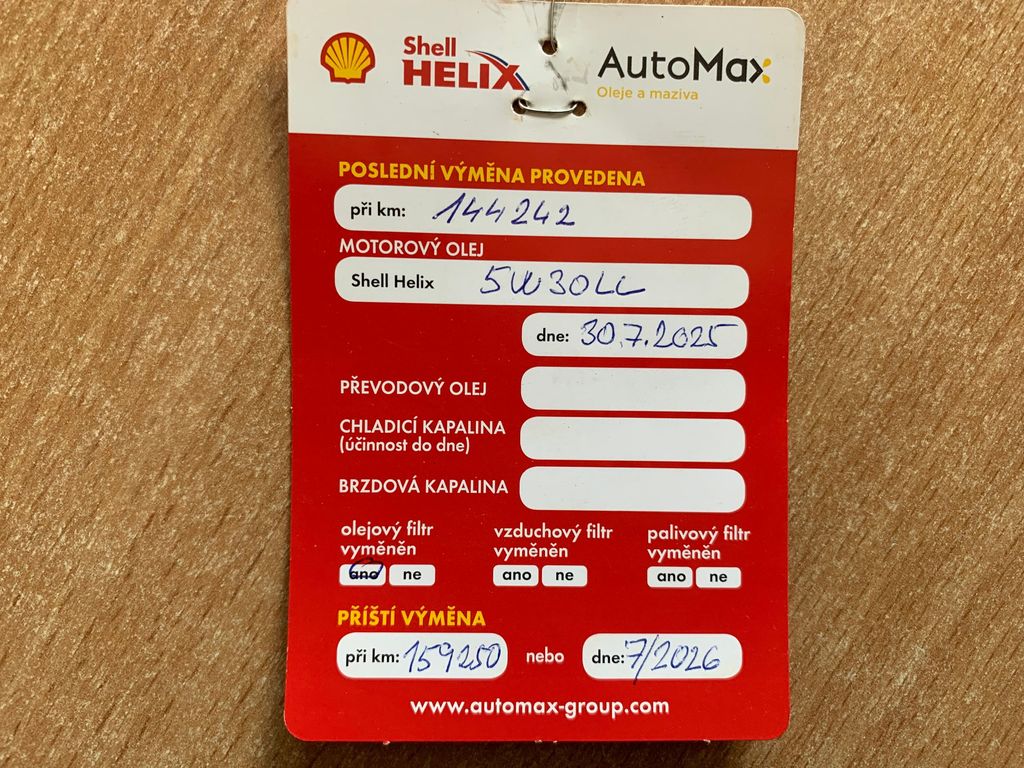 Shell
HELIX
AutoMax
Oleje a maziva
POSLEDNÍ VÝMĚNA PROVEDENA
při km: 144242
MOTOROVÝ OLEJ
Shell Helix 5W30LL
dne: 30.7.2025
PŘEVODOVÝ OLEJ
CHLADICÍ KAPALINA
(účinnost do dne)
BRZDOVÁ KAPALINA
olejový filtr vyměněn
ano ne
vzduchový filtr vyměněn
ano ne
palivový filtr vyměněn
ano ne
PŘÍŠTÍ VÝMĚNA
při km: 159250 nebo dne: 7/2026
www.automax-group.com